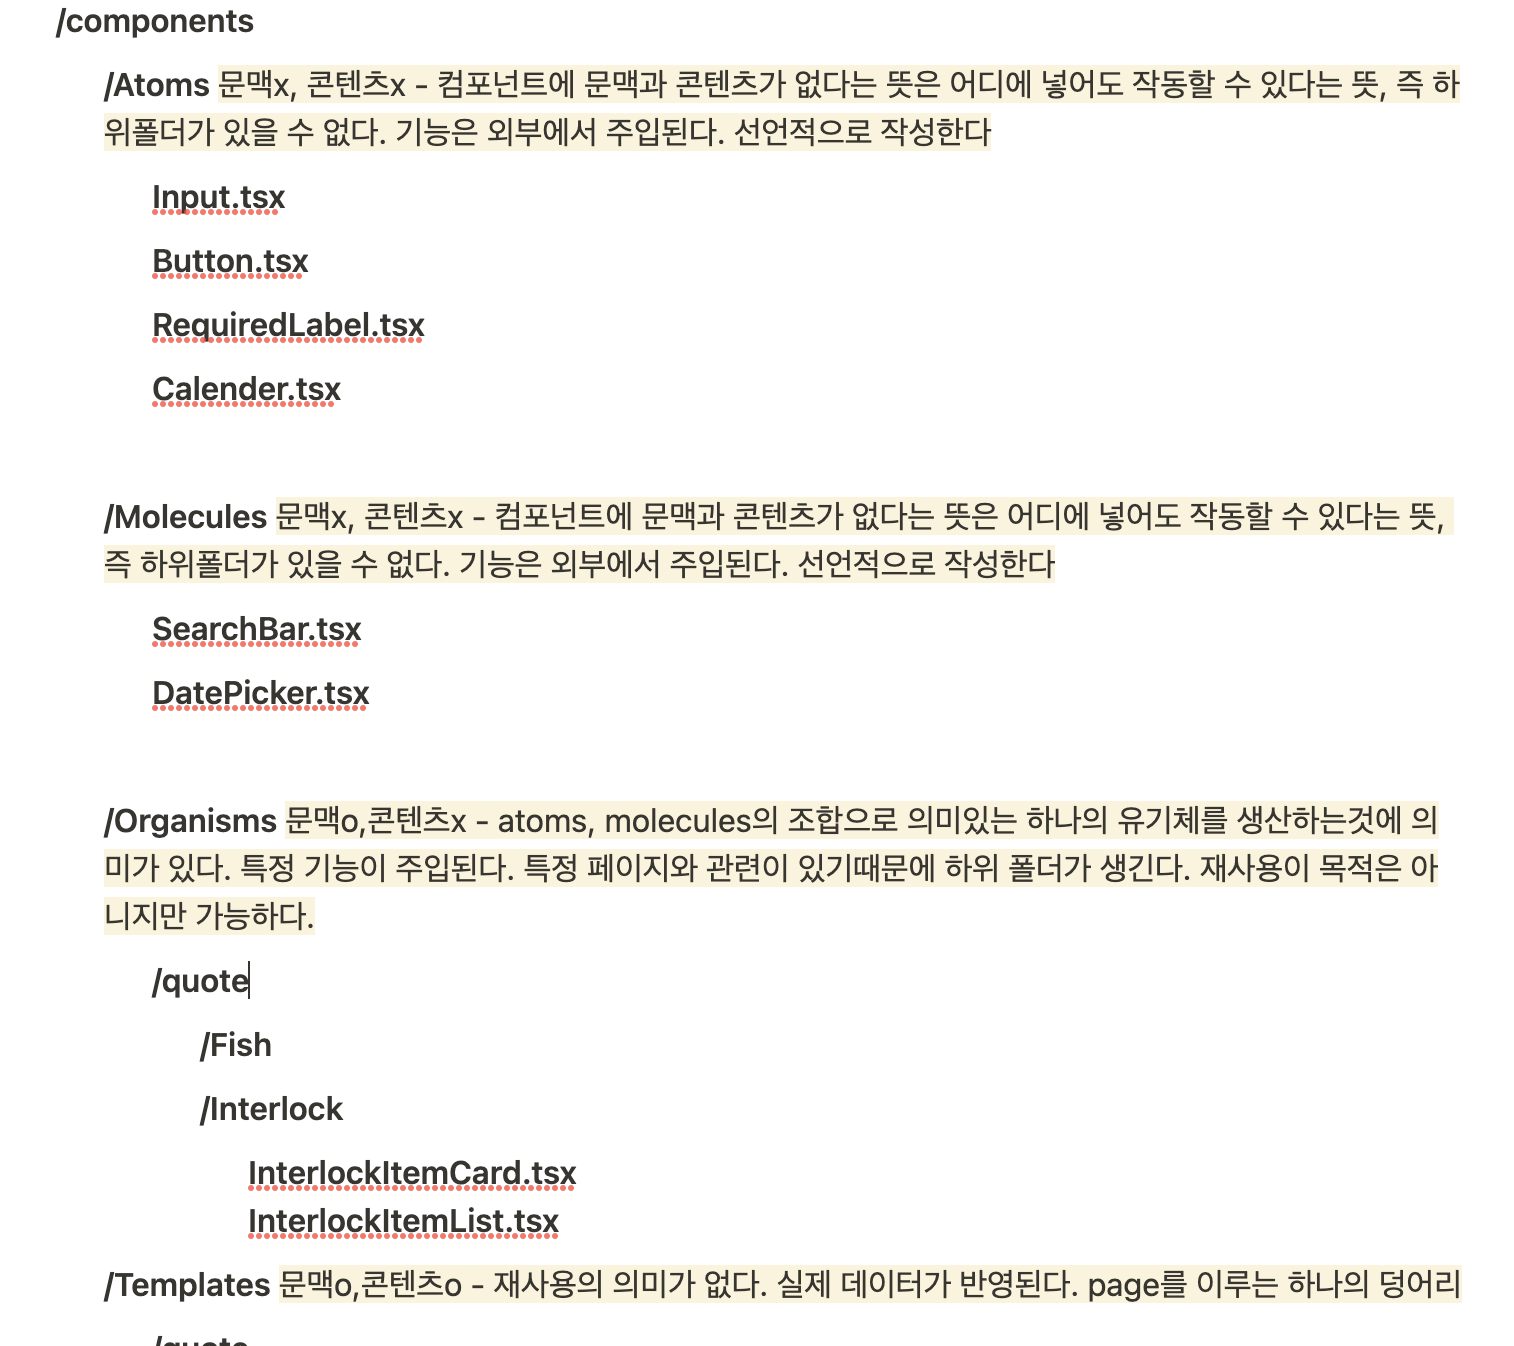 /components
/Atoms 문맥x, 콘텐츠x - 컴포넌트에 문맥과 콘텐츠가 없다는 뜻은 어디에 넣어도 작동할 수 있다는 뜻, 즉 하
위폴더가 있을 수 없다. 기능은 외부에서 주입된다. 선언적으로 작성한다
Input.tsx
Button.tsx
RequiredLabel.tsx
Calender.tsx
/Molecules 문맥x, 콘텐츠x - 컴포넌트에 문맥과 콘텐츠가 없다는 뜻은 어디에 넣어도 작동할 수 있다는 뜻,
즉 하위폴더가 있을 수 없다. 기능은 외부에서 주입된다. 선언적으로 작성한다
SearchBar.tsx
DatePicker.tsx
/Organisms 문맥o,콘텐츠x - atoms, molecules의 조합으로 의미있는 하나의 유기체를 생산하는것에 의
미가 있다. 특정 기능이 주입된다. 특정 페이지와 관련이 있기때문에 하위 폴더가 생긴다. 재사용이 목적은 아
니지만 가능하다.
/quote
/Fish
/Interlock
InterlockItemCard.tsx
InterlockItemList.tsx
/Templates 문맥o,콘텐츠o - 재사용의 의미가 없다. 실제 데이터가 반영된다. page를 이루는 하나의 덩어리
/quote